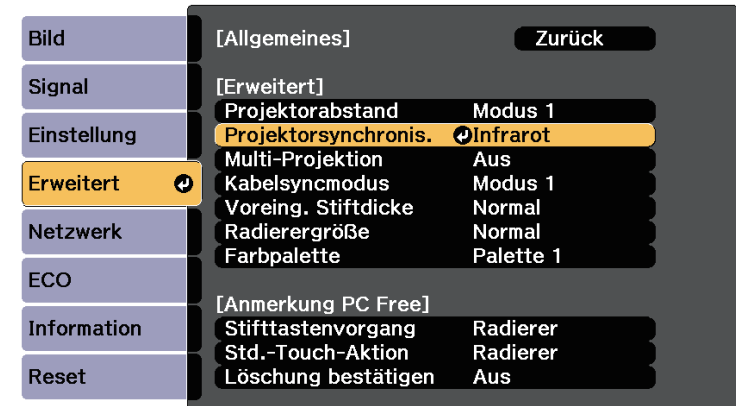 Bild
Signal
Einstellung
Erweitert
Netzwerk
ECO
Information
Reset
[Allgemeines] Zurück
[Erweitert]
Projektorabstand Modus 1
Projektorsynchronis. Infrarot
Multi-Projektion Aus
Kabelsyncmodus Modus 1
Voreing. Stiftdicke Normal
Radierergröße Normal
Farbpalette Palette 1
[Anmerkung PC Free]
Stifttastenvorgang Radierer
Std.-Touch-Aktion Radierer
Löschung bestätigen Aus